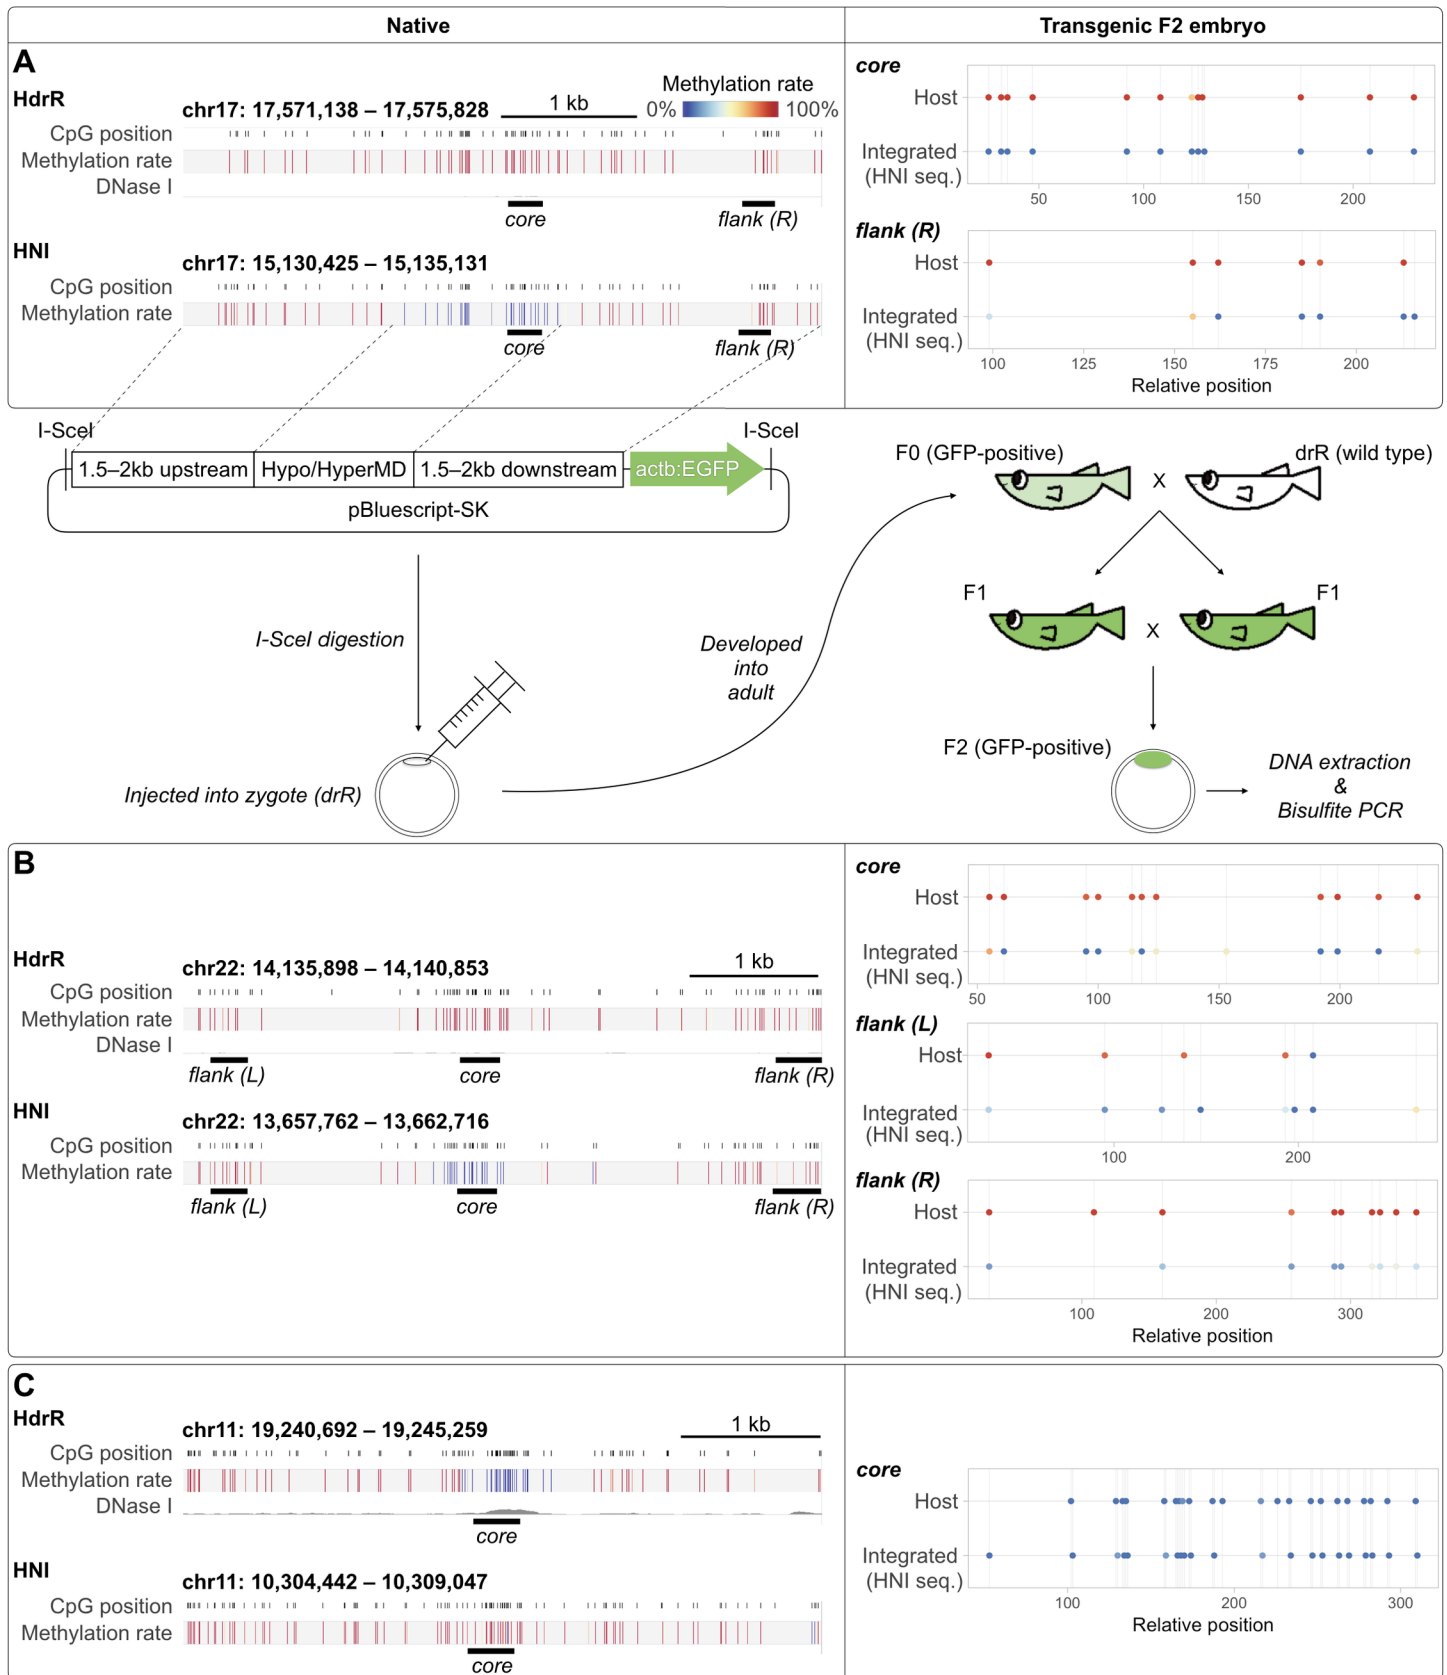 Native
Transgenic F2 embryo
A
HdrR
chr17: 17,571,138 – 17,575,828
1 kb
Methylation rate
0%
100%
CpG position
Methylation rate
DNase I
core
flank (R)
HNI
chr17: 15,130,425 – 15,135,131
CpG position
Methylation rate
core
flank (R)
core
Host
Integrated
(HNI seq.)
50
100
150
200
flank (R)
Host
Integrated
(HNI seq.)
100
125
150
175
200
Relative position
I-SceI
I-SceI
1.5–2kb upstream
Hypo/HyperMD
1.5–2kb downstream
actb:EGFP
pBluescript-SK
I-SceI digestion
Injected into zygote (drR)
Developed
into
adult
F0 (GFP-positive)
X
drR (wild type)
F1
X
F1
F2 (GFP-positive)
DNA extraction
&
Bisulfite PCR
B
HdrR
chr22: 14,135,898 – 14,140,853
1 kb
CpG position
Methylation rate
DNase I
flank (L)
core
flank (R)
HNI
chr22: 13,657,762 – 13,662,716
CpG position
Methylation rate
flank (L)
core
flank (R)
core
Host
Integrated
(HNI seq.)
50
100
150
200
flank (L)
Host
Integrated
(HNI seq.)
100
200
flank (R)
Host
Integrated
(HNI seq.)
100
200
300
Relative position
C
HdrR
chr11: 19,240,692 – 19,245,259
1 kb
CpG position
Methylation rate
DNase I
core
HNI
chr11: 10,304,442 – 10,309,047
CpG position
Methylation rate
core
core
Host
Integrated
(HNI seq.)
100
200
300
Relative position